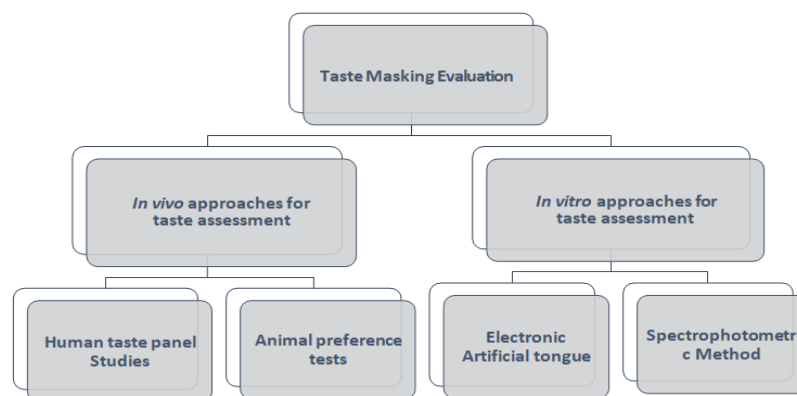 Taste Masking Evaluation
In vivo approaches for
taste assessment
In vitro approaches for
taste assessment
Human taste panel
Studies
Animal preference
tests
Electronic
Artificial tongue
Spectrophotometri
c Method